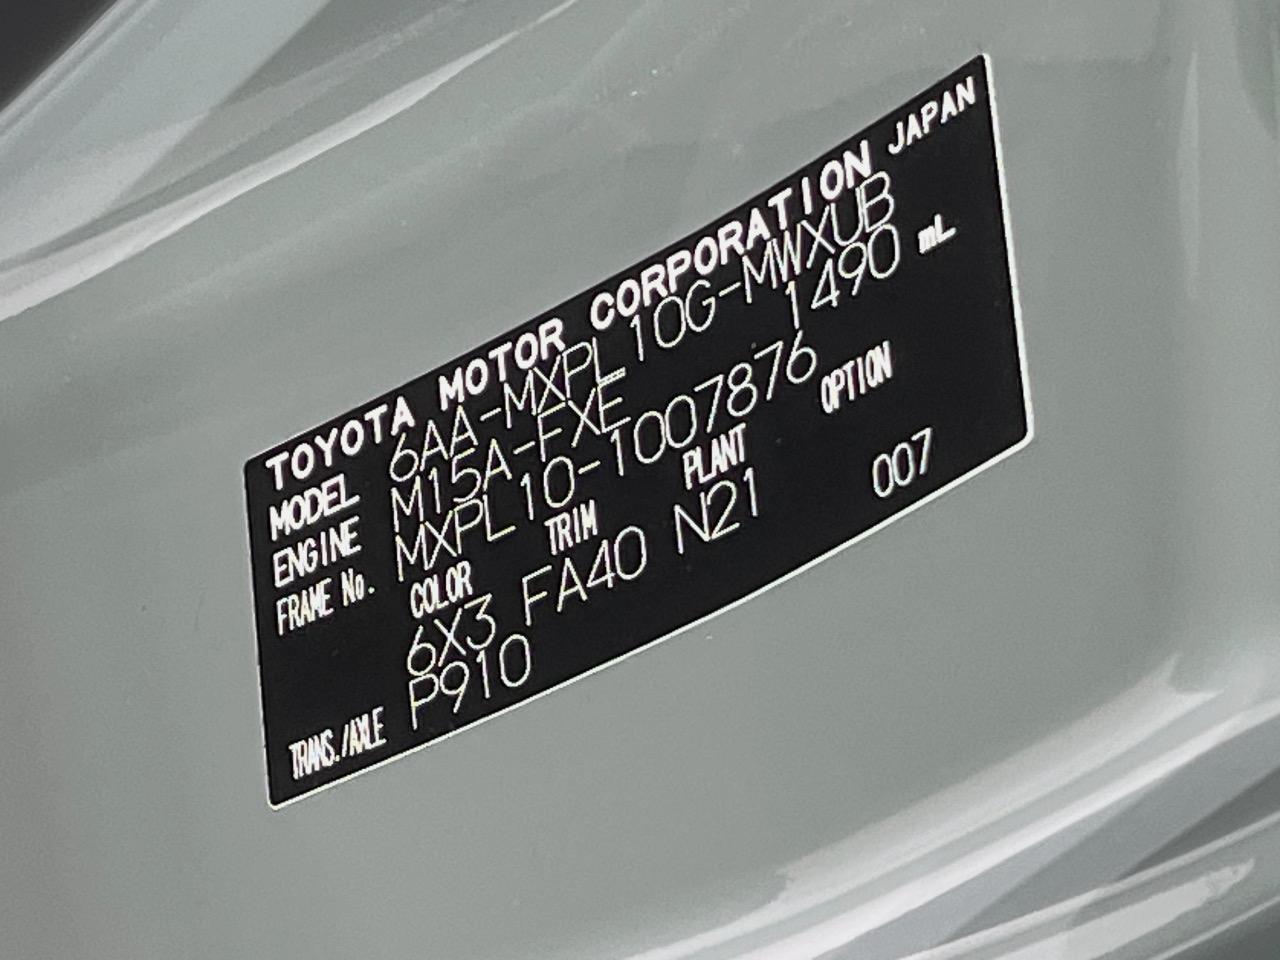 TOYOTA MOTOR CORPORATION JAPAN
MODEL 6AA-MXPL10G-MWXUB
ENGINE M15A-FXE 1490 mL
FRAME No. MXPL10-1007876
COLOR TRIM PLANT OPTION
6X3 FA40 N21 007
TRANS./AXLE P910